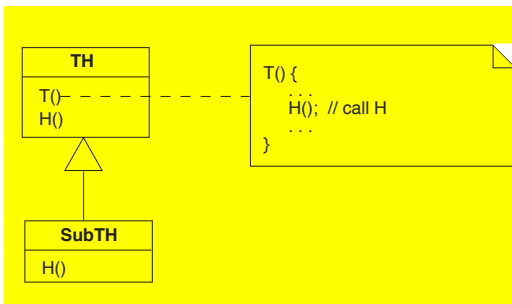 TH
T()
H()
T() {
. . .
H();  // call H
. . .
}
SubTH
H()